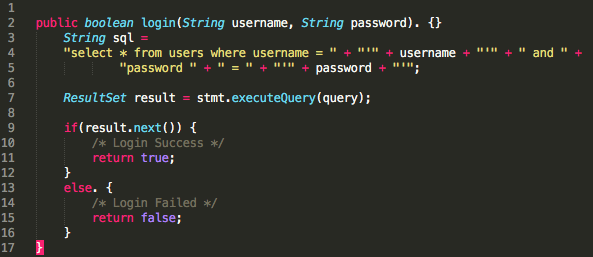 1
2 public boolean login(String username, String password). {}
3 String sql =
4 "select * from users where username = " + "'" + username + "'" + " and " +
5 "password " + " = " + "'" + password + "'";
6
7 ResultSet result = stmt.executeQuery(query);
8
9 if(result.next()) {
10 /* Login Success */
11 return true;
12 }
13 else. {
14 /* Login Failed */
15 return false;
16 }
17 }